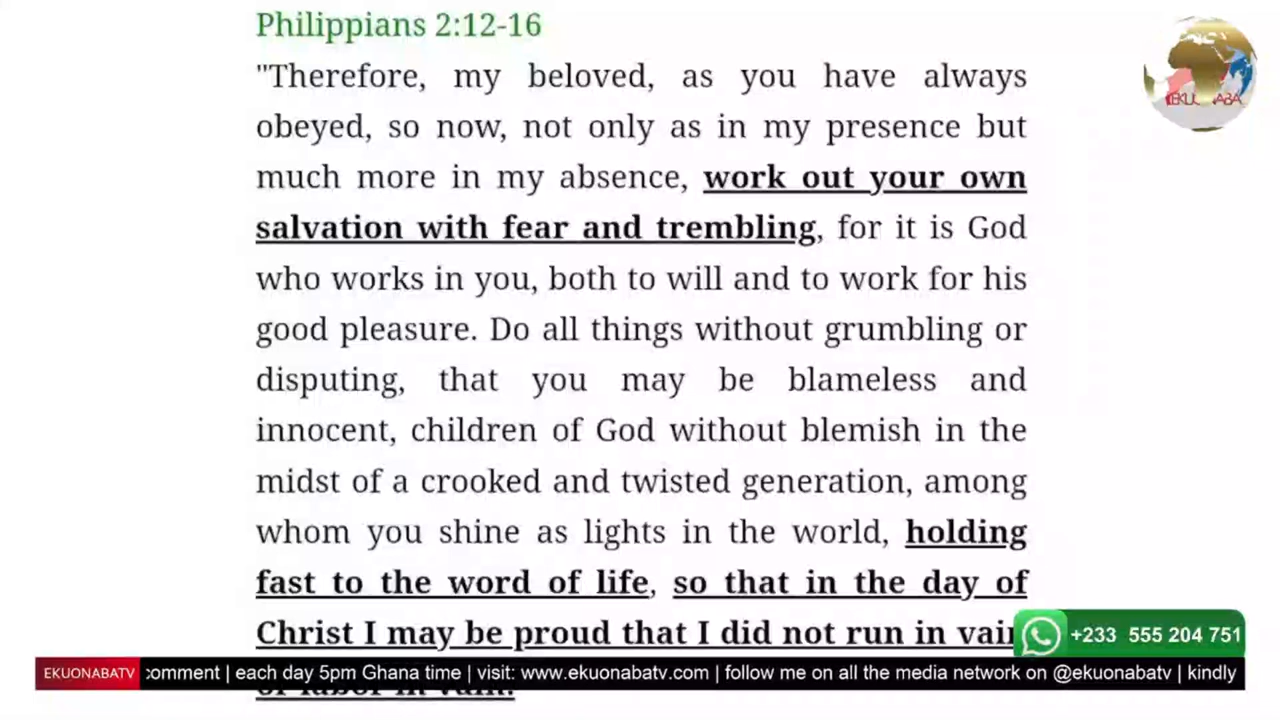 Philippians 2:12-16
"Therefore, my beloved, as you have always
obeyed, so now, not only as in my presence but
much more in my absence, work out your own
salvation with fear and trembling, for it is God
who works in you, both to will and to work for his
good pleasure. Do all things without grumbling or
disputing, that you may be blameless and
innocent, children of God without blemish in the
midst of a crooked and twisted generation, among
whom you shine as lights in the world, holding
fast to the word of life, so that in the day of
Christ I may be proud that I did not run in vain
or labor in vain.
+233 555 204 751
EKUONABATV
comment | each day 5pm Ghana time | visit: www.ekuonabatv.com | follow me on all the media network on @ekuonabatv | kindly